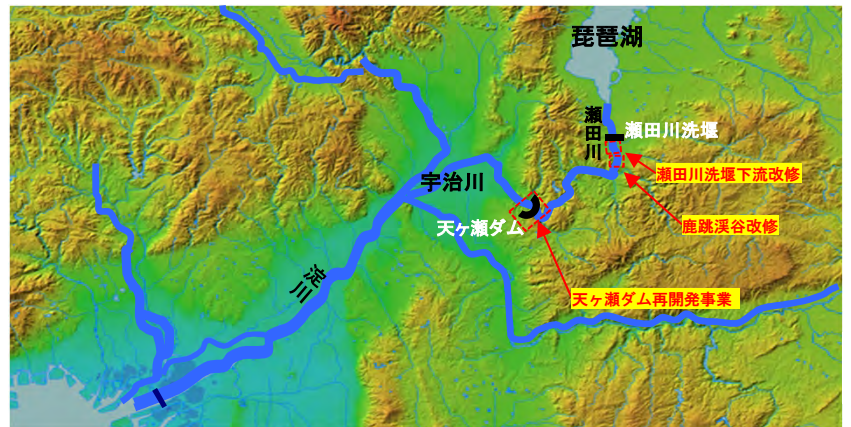 琵琶湖
瀬田川
瀬田川洗堰
瀬田川洗堰下流改修
宇治川
鹿跳渓谷改修
天ヶ瀬ダム
淀川
天ヶ瀬ダム再開発事業